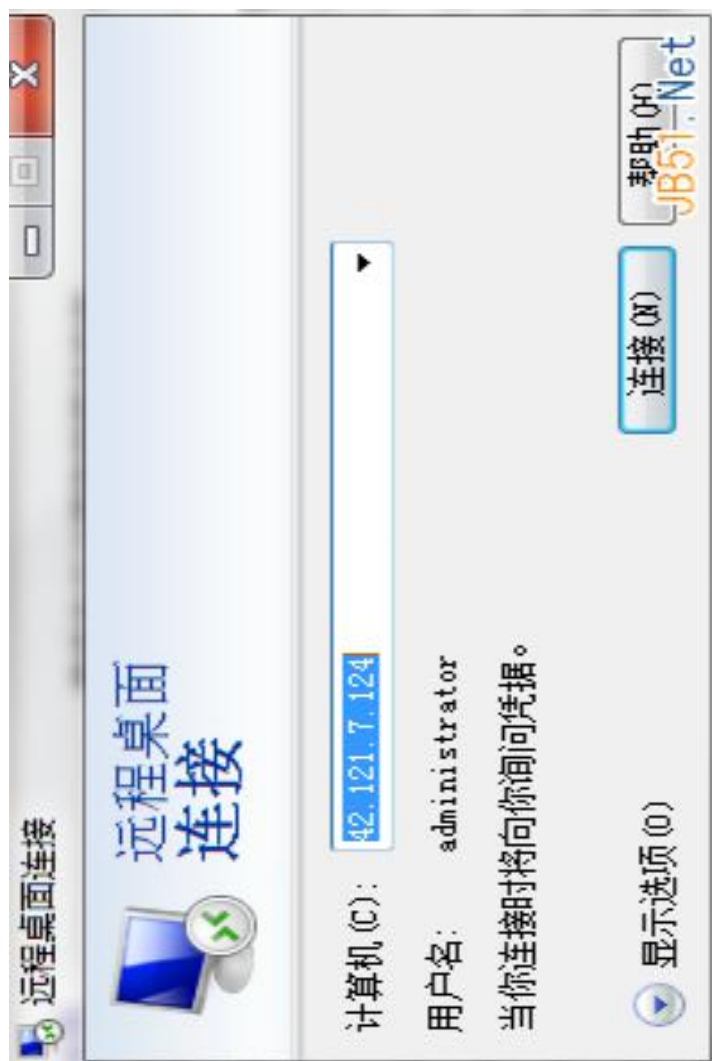 远程桌面连接
远程桌面
连接
计算机(C): 42.121.7.124
用户名: administrator
当你连接时将向你询问凭据。
显示选项(O) 连接(N) 帮助(H)
JB51.Net